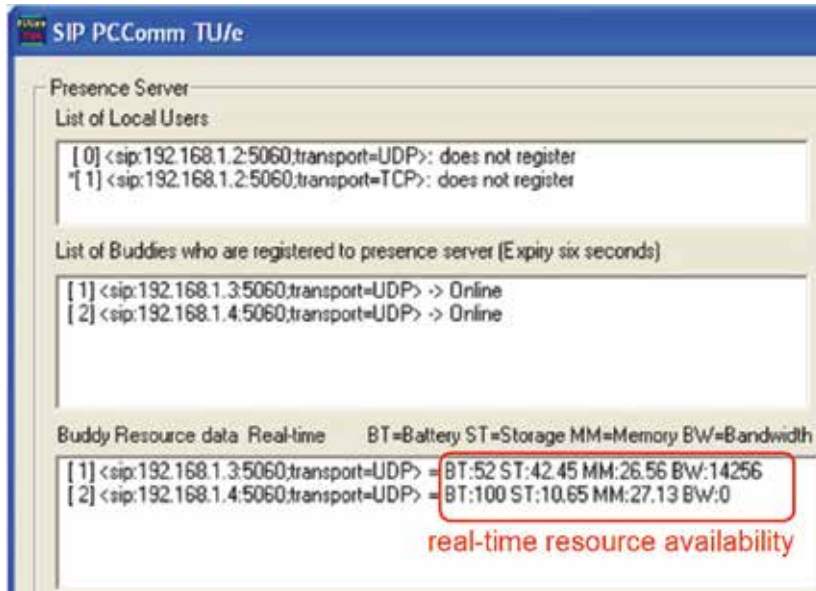 SIP PCComm TU/e
Presence Server
List of Local Users
[ 0] <sip:192.168.1.2:5060;transport=UDP>: does not register
*[ 1] <sip:192.168.1.2:5060;transport=TCP>: does not register
List of Buddies who are registered to presence server (Expiry six seconds)
[ 1] <sip:192.168.1.3:5060;transport=UDP> -> Online
[ 2] <sip:192.168.1.4:5060;transport=UDP> -> Online
Buddy Resource data Real-time BT=Battery ST=Storage MM=Memory BW=Bandwidth
[ 1] <sip:192.168.1.3:5060;transport=UDP> = BT:52 ST:42.45 MM:26.56 BW:14256
[ 2] <sip:192.168.1.4:5060;transport=UDP> = BT:100 ST:10.65 MM:27.13 BW:0
real-time resource availability